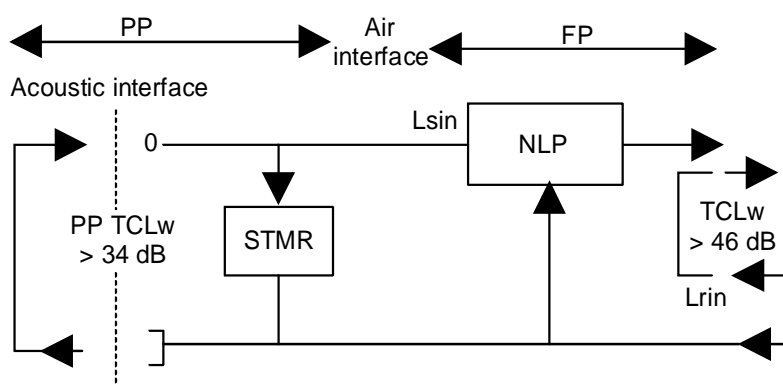 PP
Air
interface
FP
Acoustic interface
0
Lsin
NLP
PP TCLw
> 34 dB
STMR
TCLw
> 46 dB
Lrin